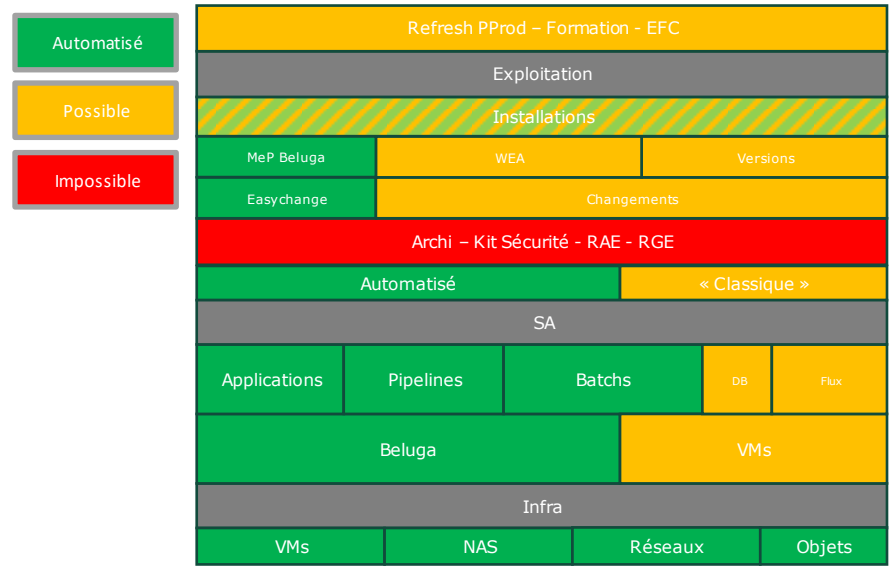 Automatisé
Possible
Impossible
Refresh PProd – Formation - EFC
Exploitation
Installations
MeP Beluga WEA Versions
Easychange Changements
Archi – Kit Sécurité - RAE - RGE
Automatisé « Classique »
SA
Applications Pipelines Batchs DB Flux
Beluga VMs
Infra
VMs NAS Réseaux Objets